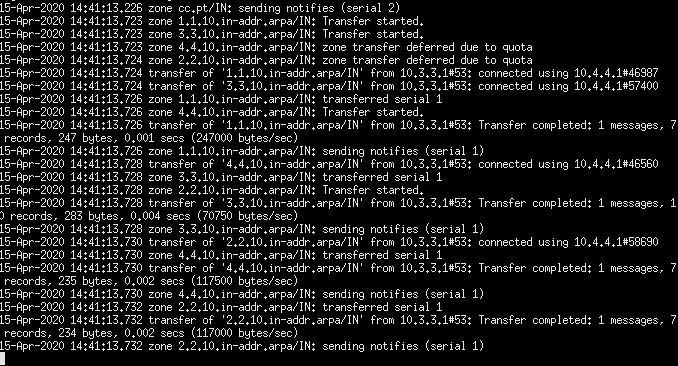 15-Apr-2020 14:41:13.226 zone cc.pt/IN: sending notifies (serial 2)
15-Apr-2020 14:41:13.723 zone 1.1.10.in-addr.arpa/IN: Transfer started.
15-Apr-2020 14:41:13.723 zone 3.3.10.in-addr.arpa/IN: Transfer started.
15-Apr-2020 14:41:13.723 zone 4.4.10.in-addr.arpa/IN: zone transfer deferred due to quota
15-Apr-2020 14:41:13.724 zone 2.2.10.in-addr.arpa/IN: zone transfer deferred due to quota
15-Apr-2020 14:41:13.724 transfer of '1.1.10.in-addr.arpa/IN' from 10.3.3.1#53: connected using 10.4.4.1#46987
15-Apr-2020 14:41:13.724 transfer of '3.3.10.in-addr.arpa/IN' from 10.3.3.1#53: connected using 10.4.4.1#57400
15-Apr-2020 14:41:13.726 zone 1.1.10.in-addr.arpa/IN: transferred serial 1
15-Apr-2020 14:41:13.726 zone 4.4.10.in-addr.arpa/IN: Transfer started.
15-Apr-2020 14:41:13.726 transfer of '1.1.10.in-addr.arpa/IN' from 10.3.3.1#53: Transfer completed: 1 messages, 7
records, 247 bytes, 0.001 secs (247000 bytes/sec)
15-Apr-2020 14:41:13.726 zone 1.1.10.in-addr.arpa/IN: sending notifies (serial 1)
15-Apr-2020 14:41:13.728 transfer of '4.4.10.in-addr.arpa/IN' from 10.3.3.1#53: connected using 10.4.4.1#46560
15-Apr-2020 14:41:13.728 zone 3.3.10.in-addr.arpa/IN: transferred serial 1
15-Apr-2020 14:41:13.728 zone 2.2.10.in-addr.arpa/IN: Transfer started.
15-Apr-2020 14:41:13.728 transfer of '3.3.10.in-addr.arpa/IN' from 10.3.3.1#53: Transfer completed: 1 messages, 1
0 records, 283 bytes, 0.004 secs (70750 bytes/sec)
15-Apr-2020 14:41:13.728 zone 3.3.10.in-addr.arpa/IN: sending notifies (serial 1)
15-Apr-2020 14:41:13.730 transfer of '2.2.10.in-addr.arpa/IN' from 10.3.3.1#53: connected using 10.4.4.1#58690
15-Apr-2020 14:41:13.730 zone 4.4.10.in-addr.arpa/IN: transferred serial 1
15-Apr-2020 14:41:13.730 transfer of '4.4.10.in-addr.arpa/IN' from 10.3.3.1#53: Transfer completed: 1 messages, 7
records, 235 bytes, 0.002 secs (117500 bytes/sec)
15-Apr-2020 14:41:13.730 zone 4.4.10.in-addr.arpa/IN: sending notifies (serial 1)
15-Apr-2020 14:41:13.732 zone 2.2.10.in-addr.arpa/IN: transferred serial 1
15-Apr-2020 14:41:13.732 transfer of '2.2.10.in-addr.arpa/IN' from 10.3.3.1#53: Transfer completed: 1 messages, 7
records, 234 bytes, 0.002 secs (117000 bytes/sec)
15-Apr-2020 14:41:13.732 zone 2.2.10.in-addr.arpa/IN: sending notifies (serial 1)